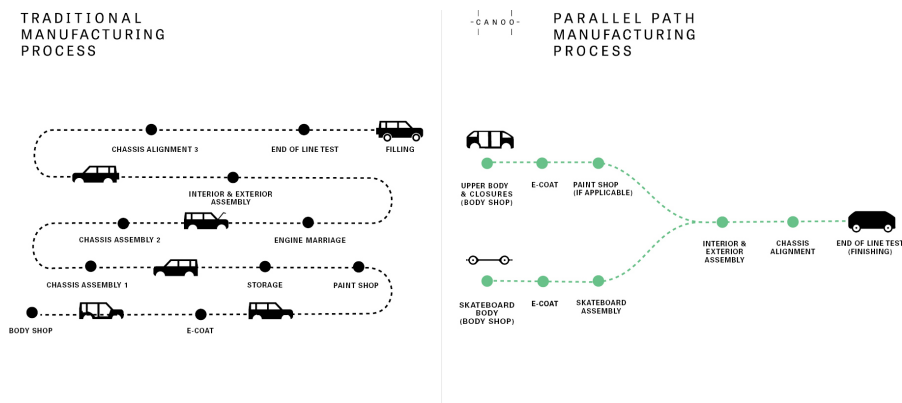 TRADITIONAL
MANUFACTURING
PROCESS
CHASSIS ALIGNMENT 3
END OF LINE TEST
FILLING
INTERIOR & EXTERIOR
ASSEMBLY
CHASSIS ASSEMBLY 2
ENGINE MARRIAGE
CHASSIS ASSEMBLY 1
STORAGE
PAINT SHOP
BODY SHOP
E-COAT
CANOO
PARALLEL PATH
MANUFACTURING
PROCESS
UPPER BODY
& CLOSURES
(BODY SHOP)
E-COAT
PAINT SHOP
(IF APPLICABLE)
INTERIOR &
EXTERIOR
ASSEMBLY
CHASSIS
ALIGNMENT
END OF LINE TEST
(FINISHING)
SKATEBOARD
BODY
(BODY SHOP)
E-COAT
SKATEBOARD
ASSEMBLY